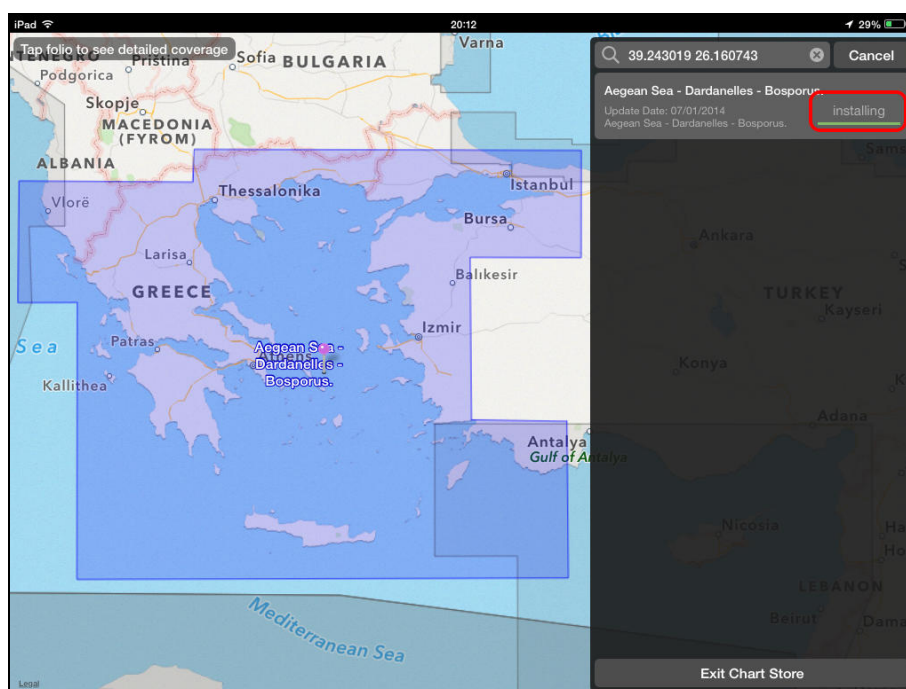 iPad
20:12
29%
Tap folio to see detailed coverage
39.243019 26.160743
Cancel
Aegean Sea - Dardanelles - Bosporus.
Update Date: 07/01/2014
Aegean Sea - Dardanelles - Bosporus.
installing
Varna
Priština
Sofia
BULGARIA
Podgorica
Skopje
MACEDONIA
(FYROM)
ALBANIA
Vlorë
Thessalonika
Istanbul
Bursa
Larisa
Balıkesir
GREECE
Izmir
Sea
Patras
Athens
Aegean Sea -
Dardanelles -
Bosporus.
Kallithea
Antalya
Gulf of Antalya
Ankara
TURKEY
Kayseri
Konya
Adana
Nicosia
LEBANON
Beirut
Mediterranean Sea
Legal
Exit Chart Store